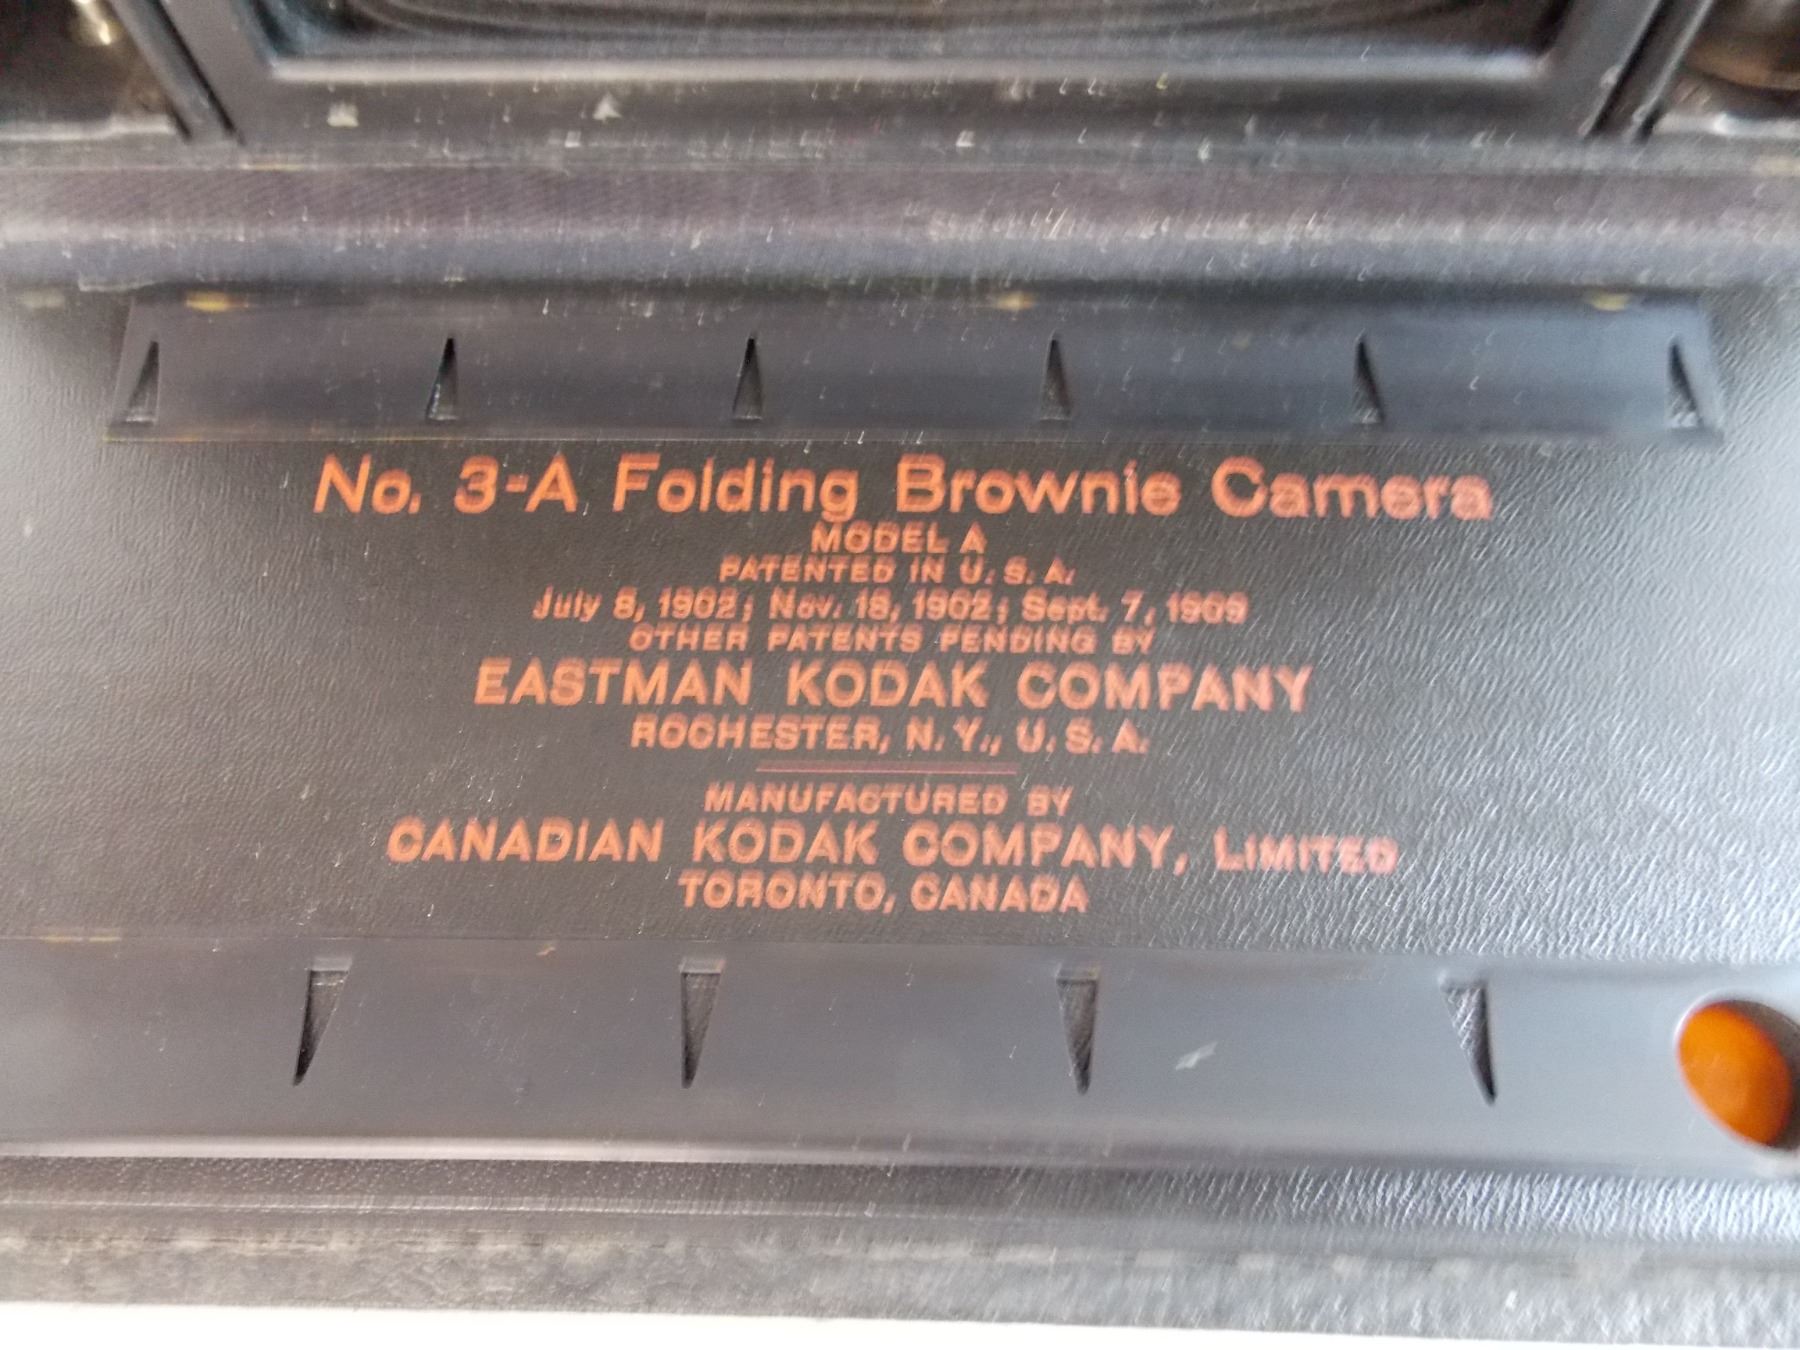 No. 3-A Folding Brownie Camera
MODEL A
PATENTED IN U. S. A.
July 8, 1902; Nov. 18, 1902; Sept. 7, 1909
OTHER PATENTS PENDING BY
EASTMAN KODAK COMPANY
ROCHESTER, N. Y., U. S. A.
MANUFACTURED BY
CANADIAN KODAK COMPANY, LIMITED
TORONTO, CANADA